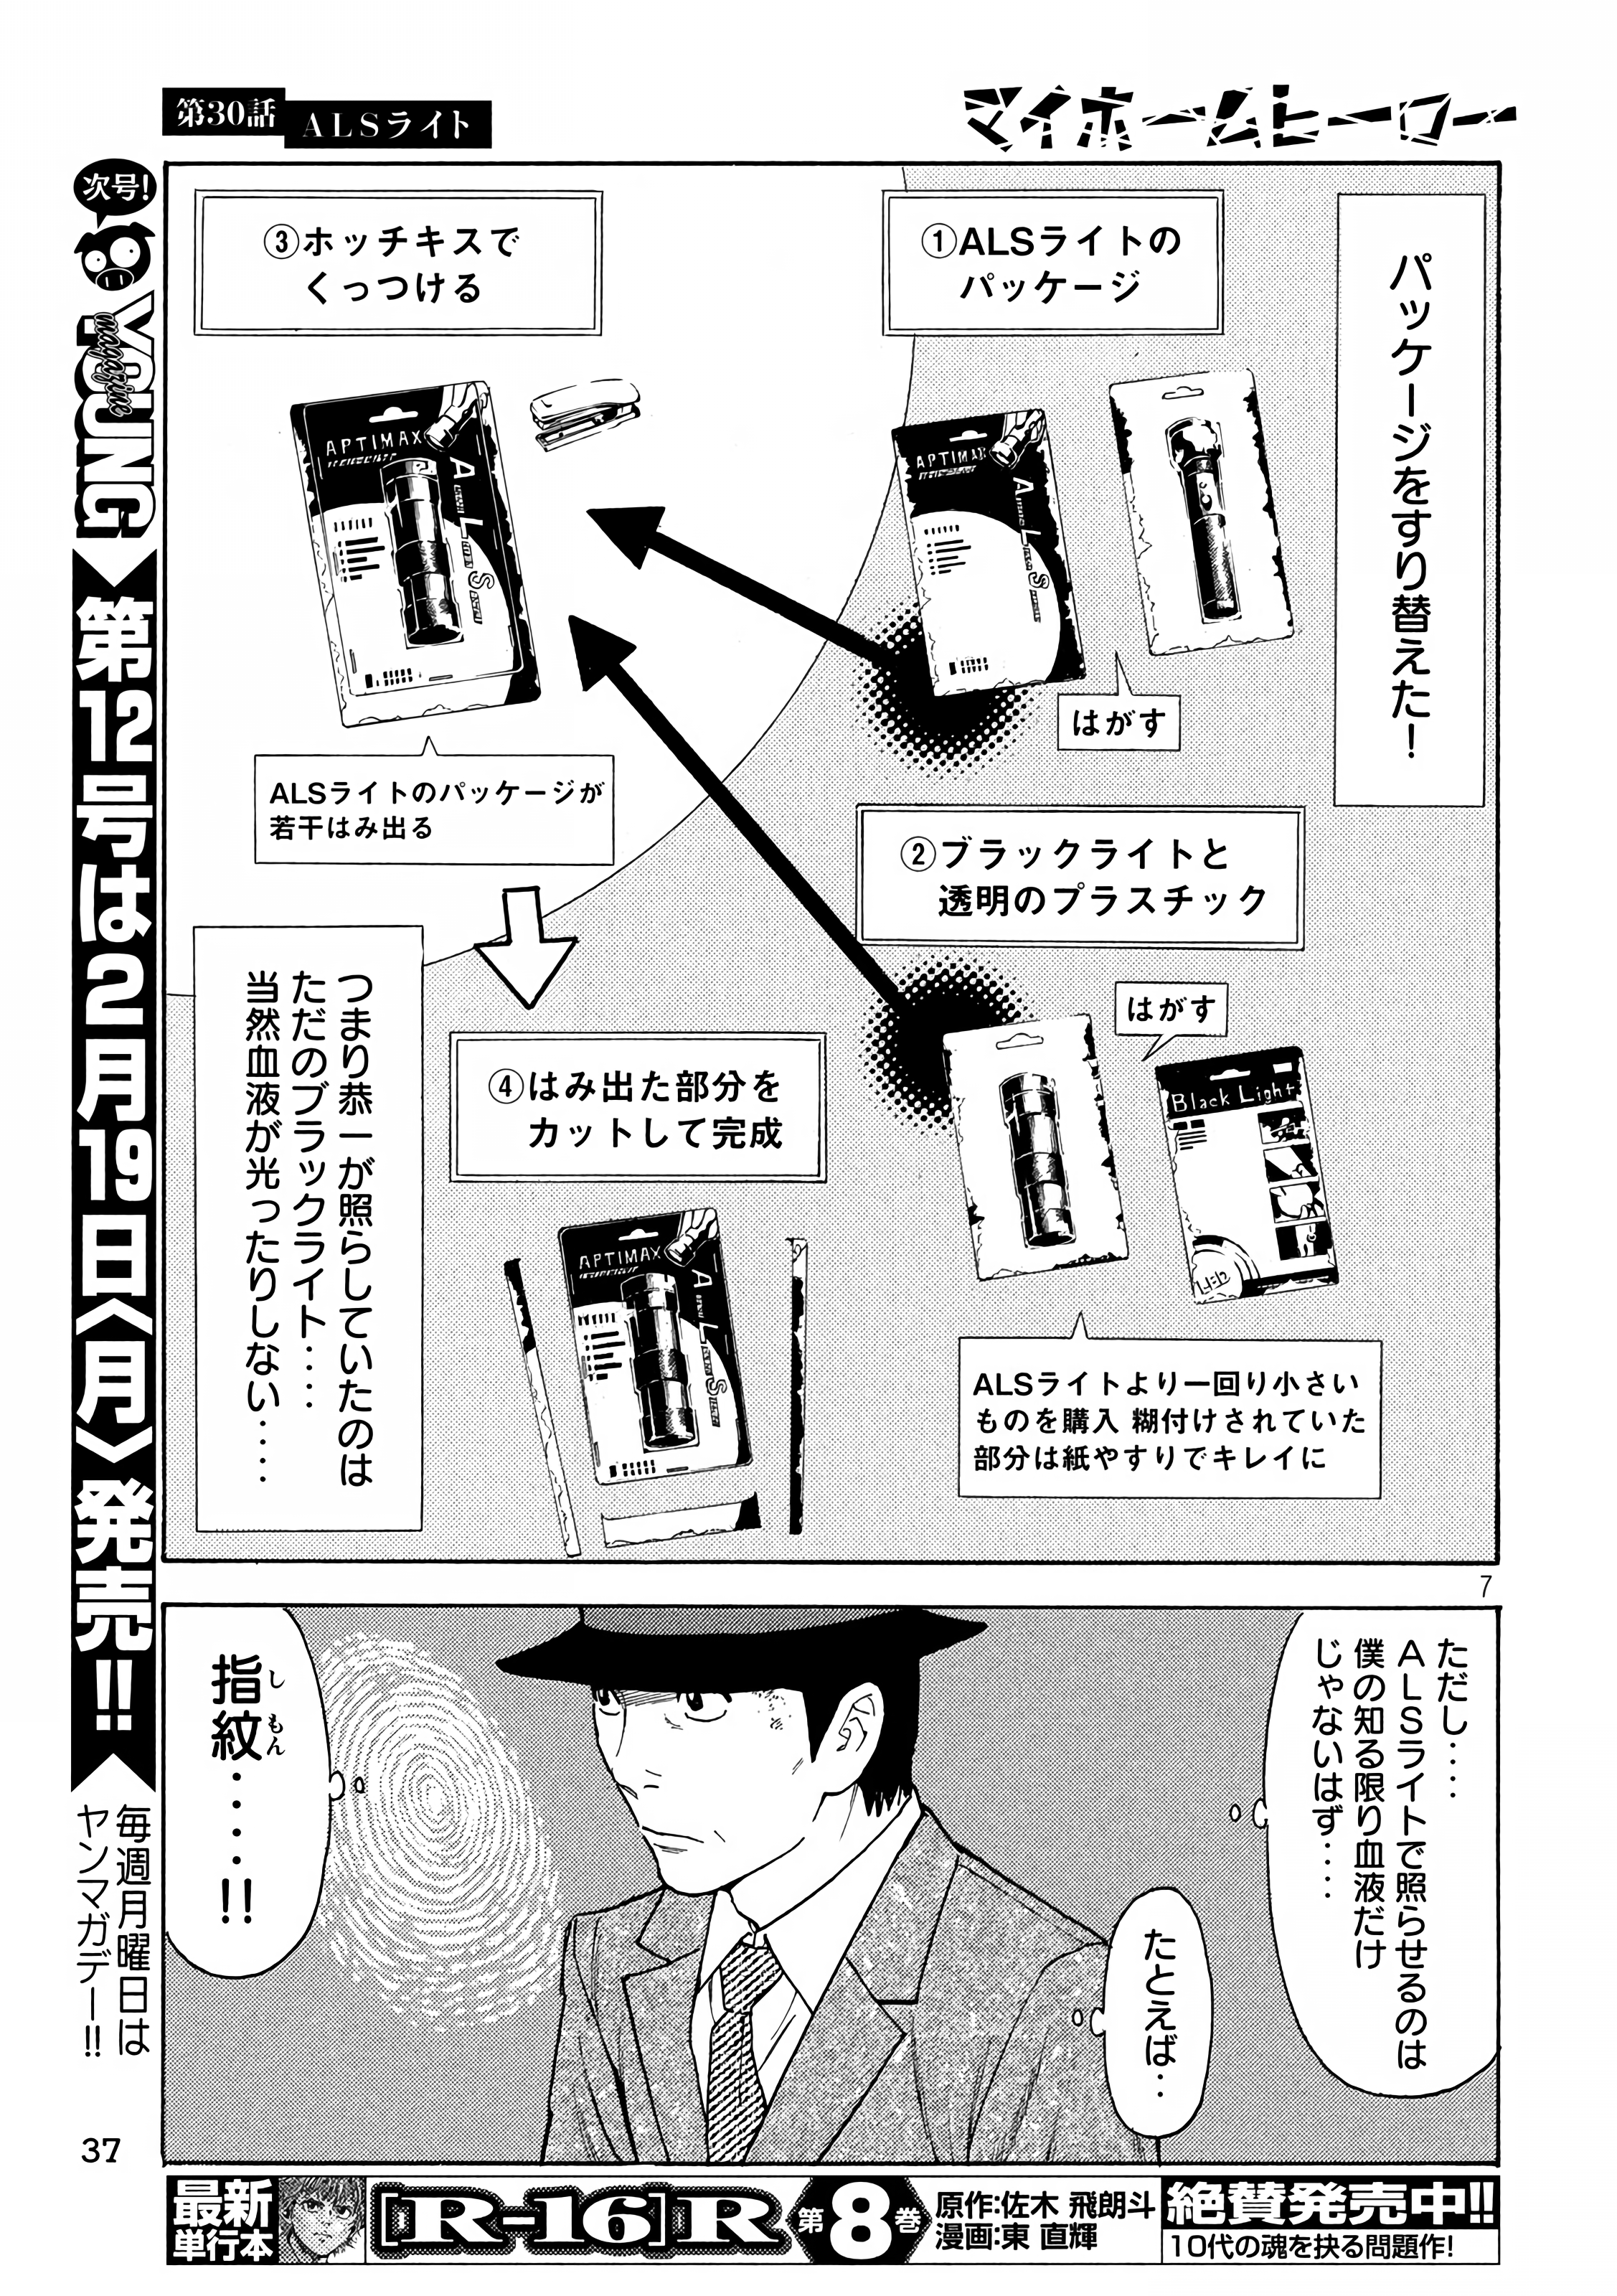 マイホームヒーロー
第30話
ALSライト
パッケージをすり替えた!
①ALSライトの
パッケージ
APTIMAX
はがす
②ブラックライトと
透明のプラスチック
はがす
Black Light
ALSライトより一回り小さい
ものを購入 糊付けされていた
部分は紙やすりでキレイに
③ホッチキスで
くっつける
APTIMAX
ALSライトのパッケージが
若干はみ出る
④はみ出た部分を
カットして完成
APTIMAX
つまり恭一が照らしていたのは
ただのブラックライト‥‥
当然血液が光ったりしない‥‥
7
ただし‥‥
ALSライトで照らせるのは
僕の知る限り血液だけ
じゃないはず‥‥
たとえば‥
指紋‥‥‥!!
しもん
次号!
YOUNG
magazine
第12号は2月19日〈月〉発売!!
毎週月曜日は
ヤンマガデー!!
37
最新
単行本
[R-16]R
第8巻
原作:佐木 飛朗斗
漫画:東 直輝
絶賛発売中!!
10代の魂を抉る問題作!